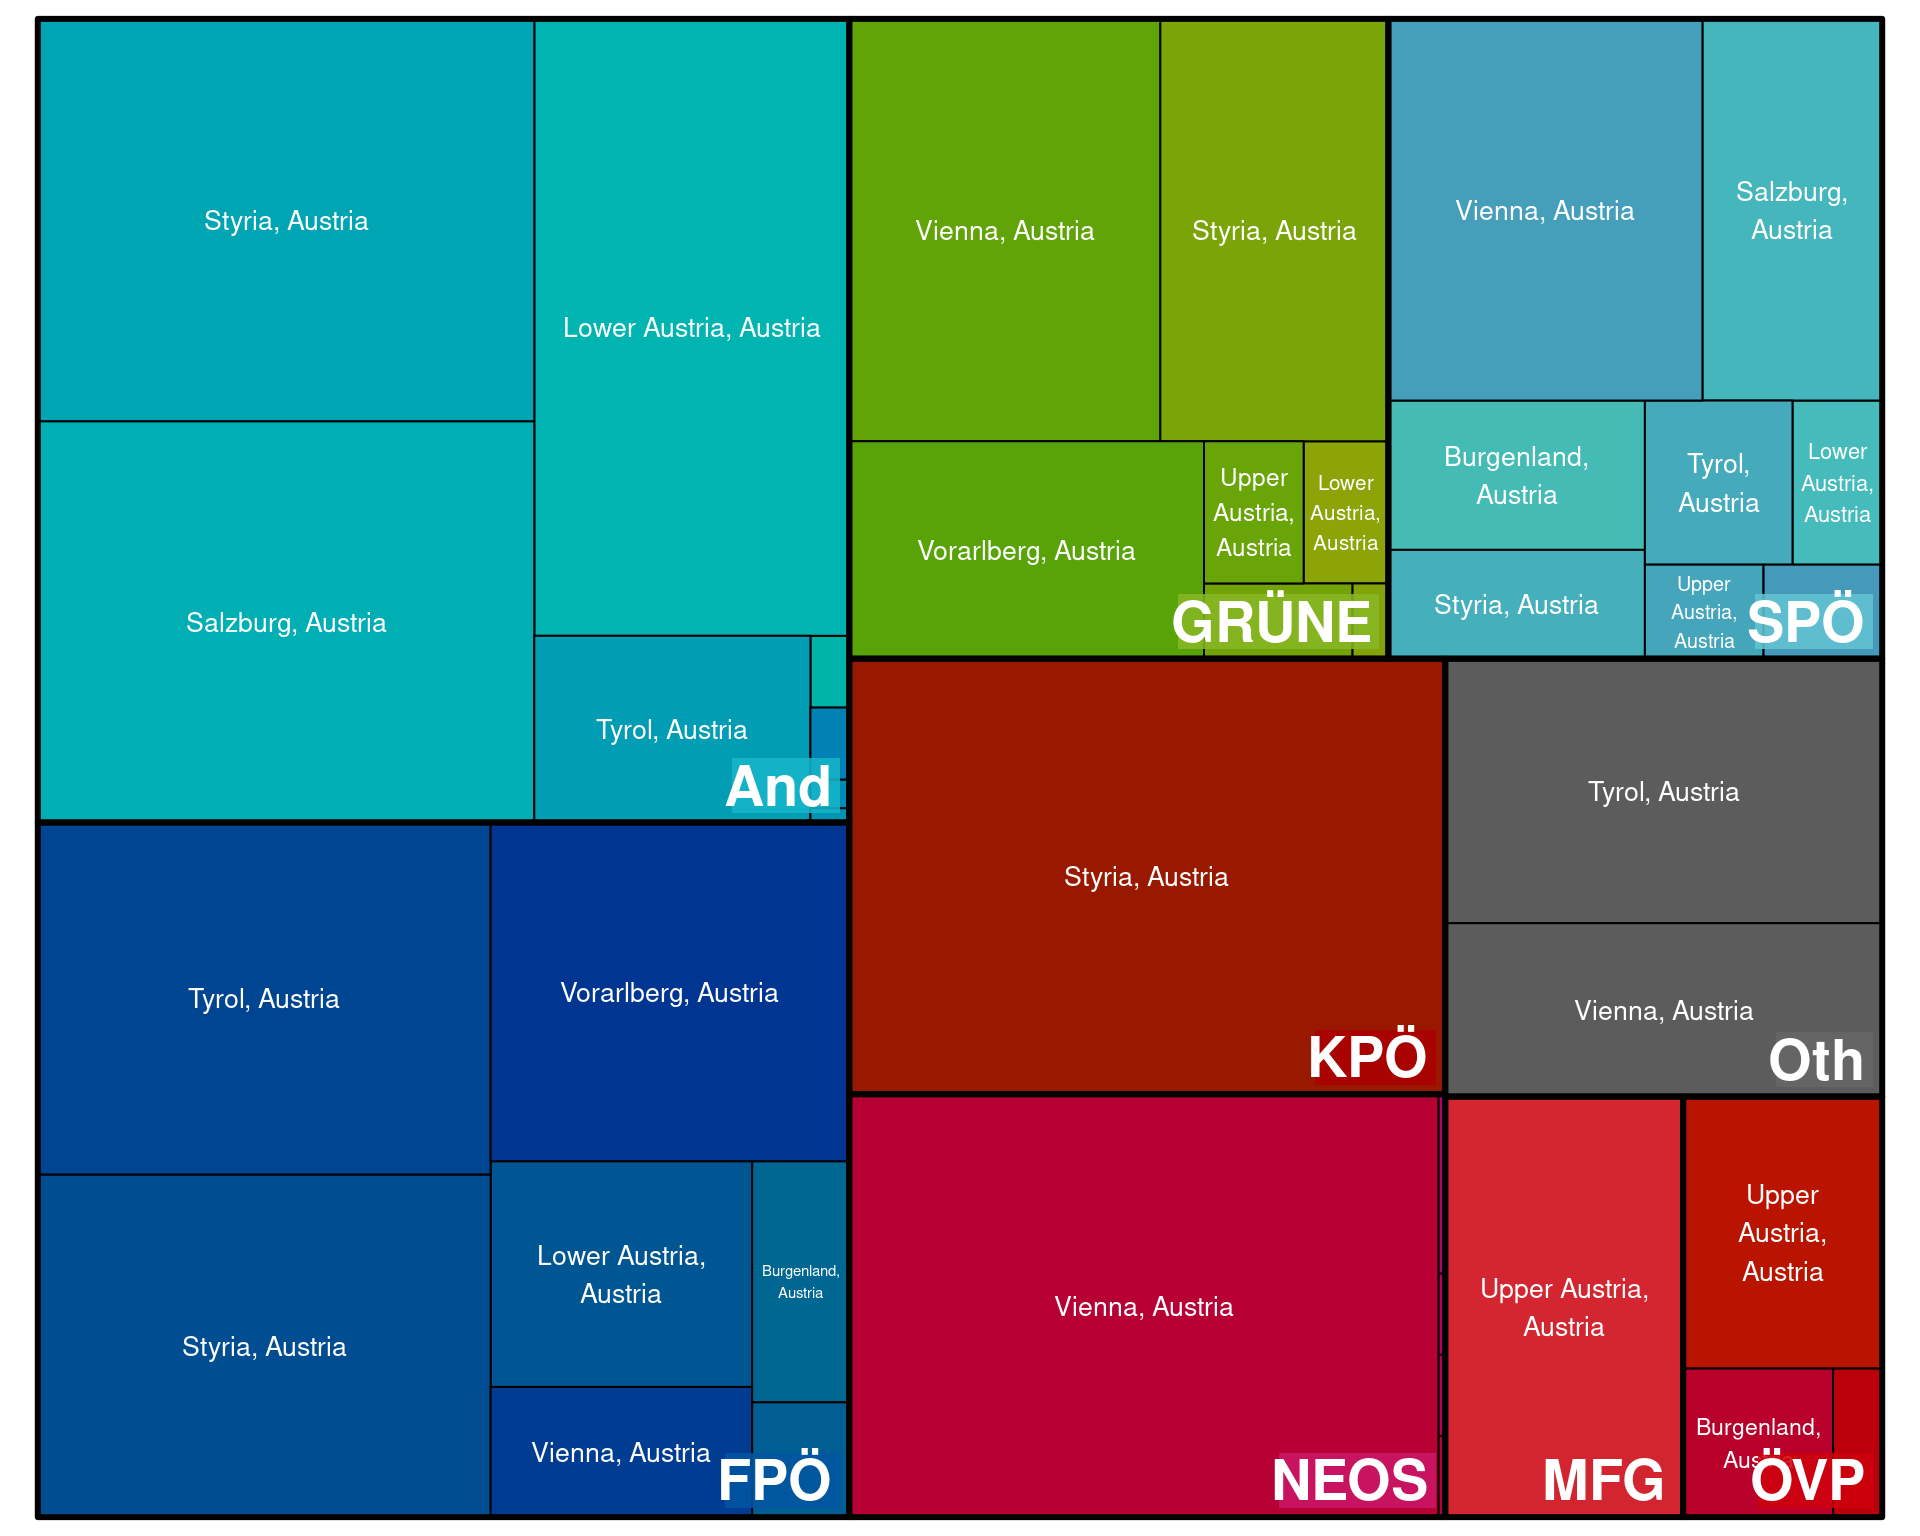 Styria, Austria
Lower Austria, Austria
Salzburg, Austria
Tyrol, Austria
And
Vienna, Austria
Styria, Austria
Vorarlberg, Austria
Upper
Austria,
Austria
Lower
Austria,
Austria
GRÜNE
Vienna, Austria
Salzburg,
Austria
Burgenland,
Austria
Tyrol,
Austria
Lower
Austria,
Austria
Styria, Austria
Upper
Austria,
Austria
SPÖ
Tyrol, Austria
Vorarlberg, Austria
Styria, Austria
Lower Austria,
Austria
Burgenland,
Austria
Vienna, Austria
FPÖ
Styria, Austria
KPÖ
Tyrol, Austria
Vienna, Austria
Oth
Vienna, Austria
NEOS
Upper Austria,
Austria
MFG
Upper
Austria,
Austria
Burgenland,
ÖVP